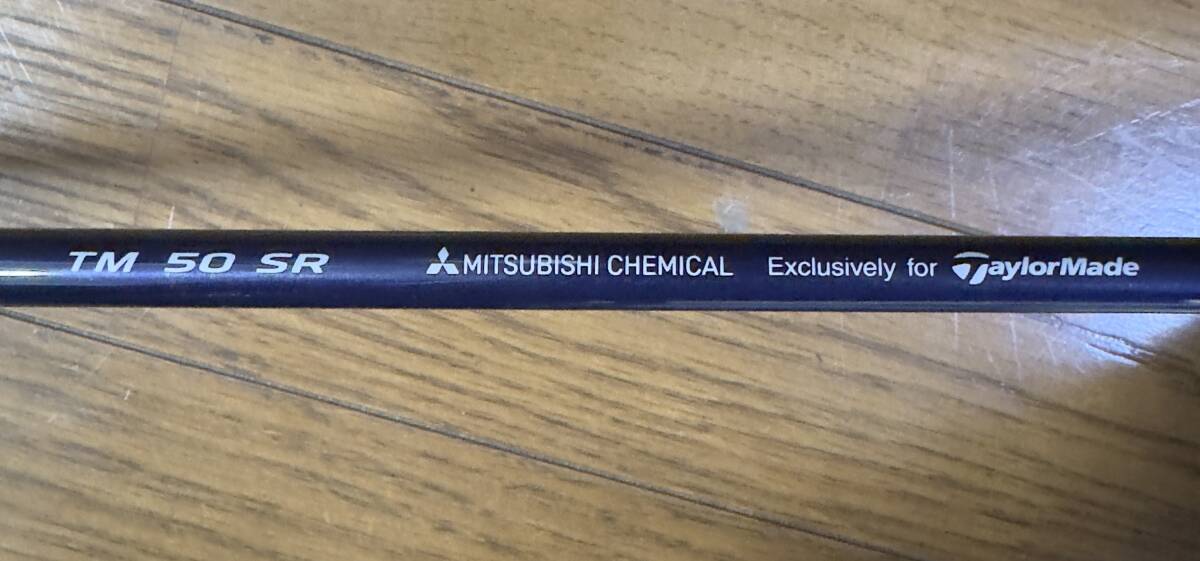 TM 50 SR MITSUBISHI CHEMICAL Exclusively for TaylorMade